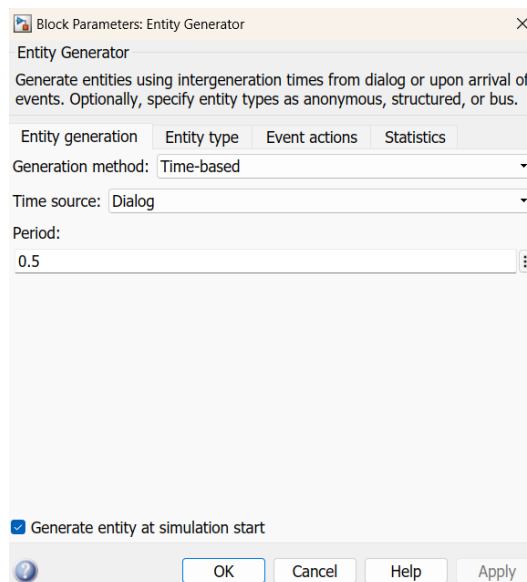 Block Parameters: Entity Generator
Entity Generator
Generate entities using intergeneration times from dialog or upon arrival of
events. Optionally, specify entity types as anonymous, structured, or bus.
Entity generation Entity type Event actions Statistics
Generation method: Time-based
Time source: Dialog
Period:
0.5
Generate entity at simulation start
OK Cancel Help Apply